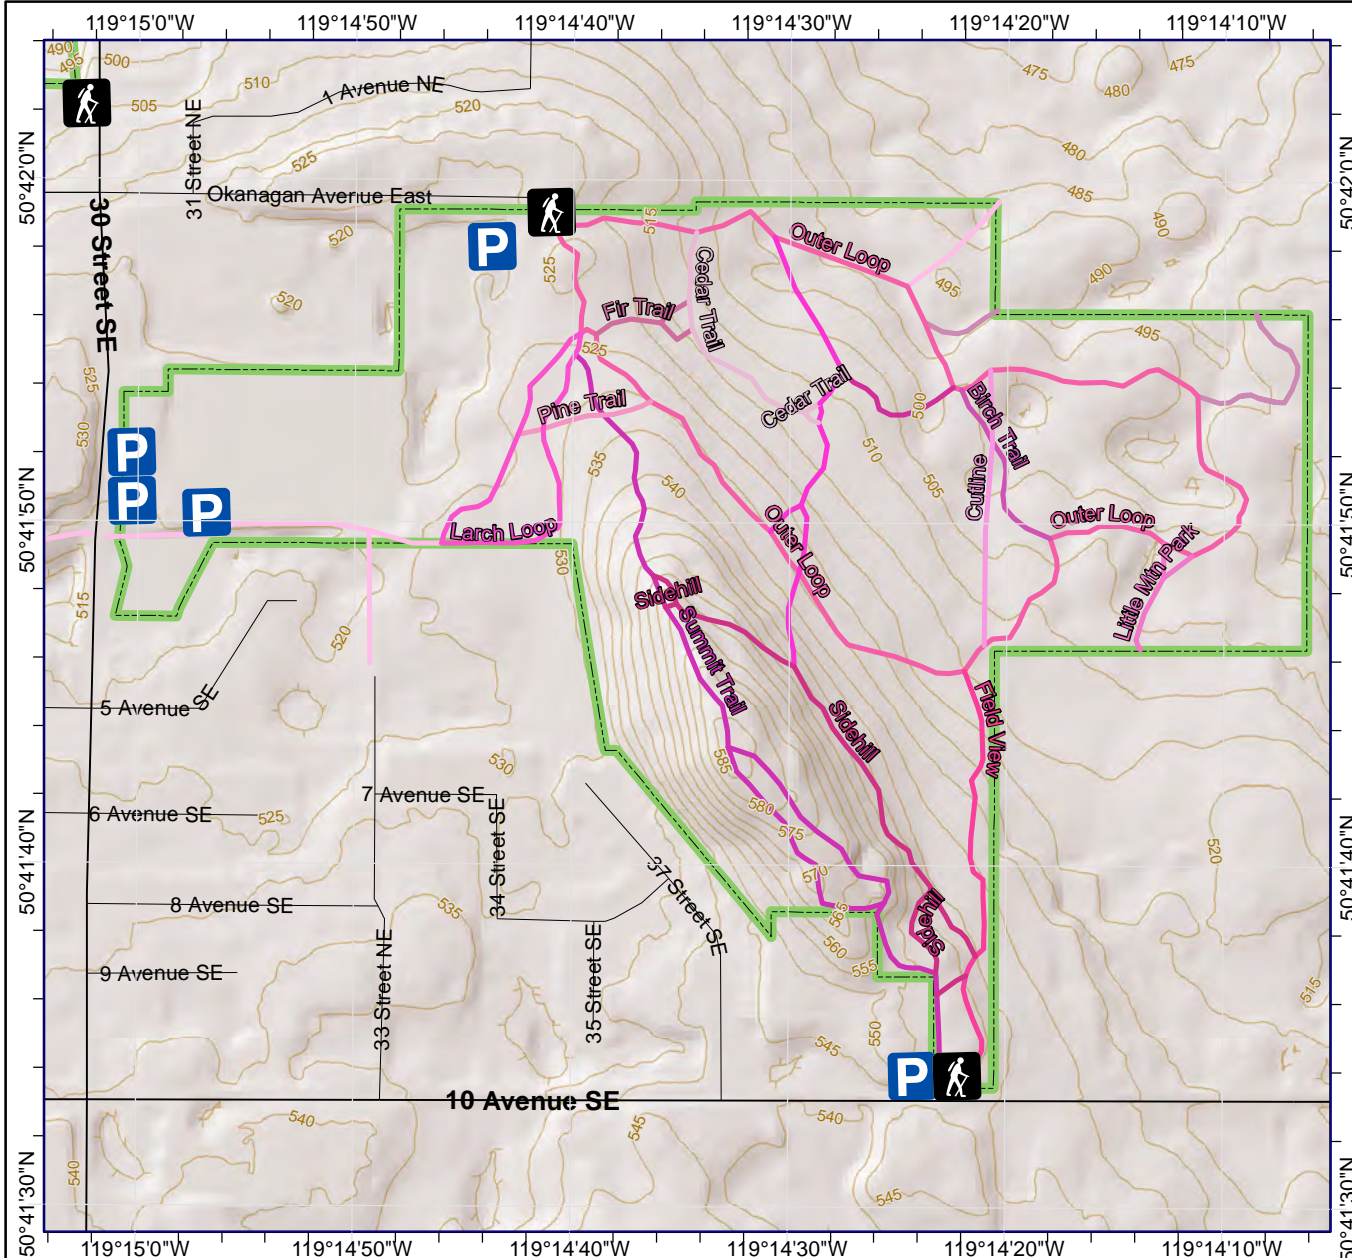 119°15'0"W
119°14'50"W
119°14'40"W
119°14'30"W
119°14'20"W
119°14'10"W
490
495
500
505
510
1 Avenue NE
520
525
31 Street NE
475
475
480
480
485
490
490
50°42'0"N
50°42'0"N
Okanagan Avenue East
30 Street SE
520
520
P
525
515
Outer Loop
495
495
Cedar Trail
Fir Trail
525
525
530
Pine Trail
Cedar Trail
500
Birch Trail
510
505
Cutline
535
540
P
P
P
Larch Loop
Outer Loop
Outer Loop
Little Mtn Park
50°41'50"N
50°41'50"N
530
515
520
Sidehill
Summit Trail
Sidehill
Field View
5 Avenue SE
530
585
580
575
570
565
560
555
550
545
7 Avenue SE
6 Avenue SE
525
34 Street SE
37 Street SE
50°41'40"N
50°41'40"N
520
8 Avenue SE
535
Sidehill
9 Avenue SE
33 Street NE
35 Street SE
515
P
10 Avenue SE
540
545
540
540
545
50°41'30"N
50°41'30"N
119°15'0"W
119°14'50"W
119°14'40"W
119°14'30"W
119°14'20"W
119°14'10"W